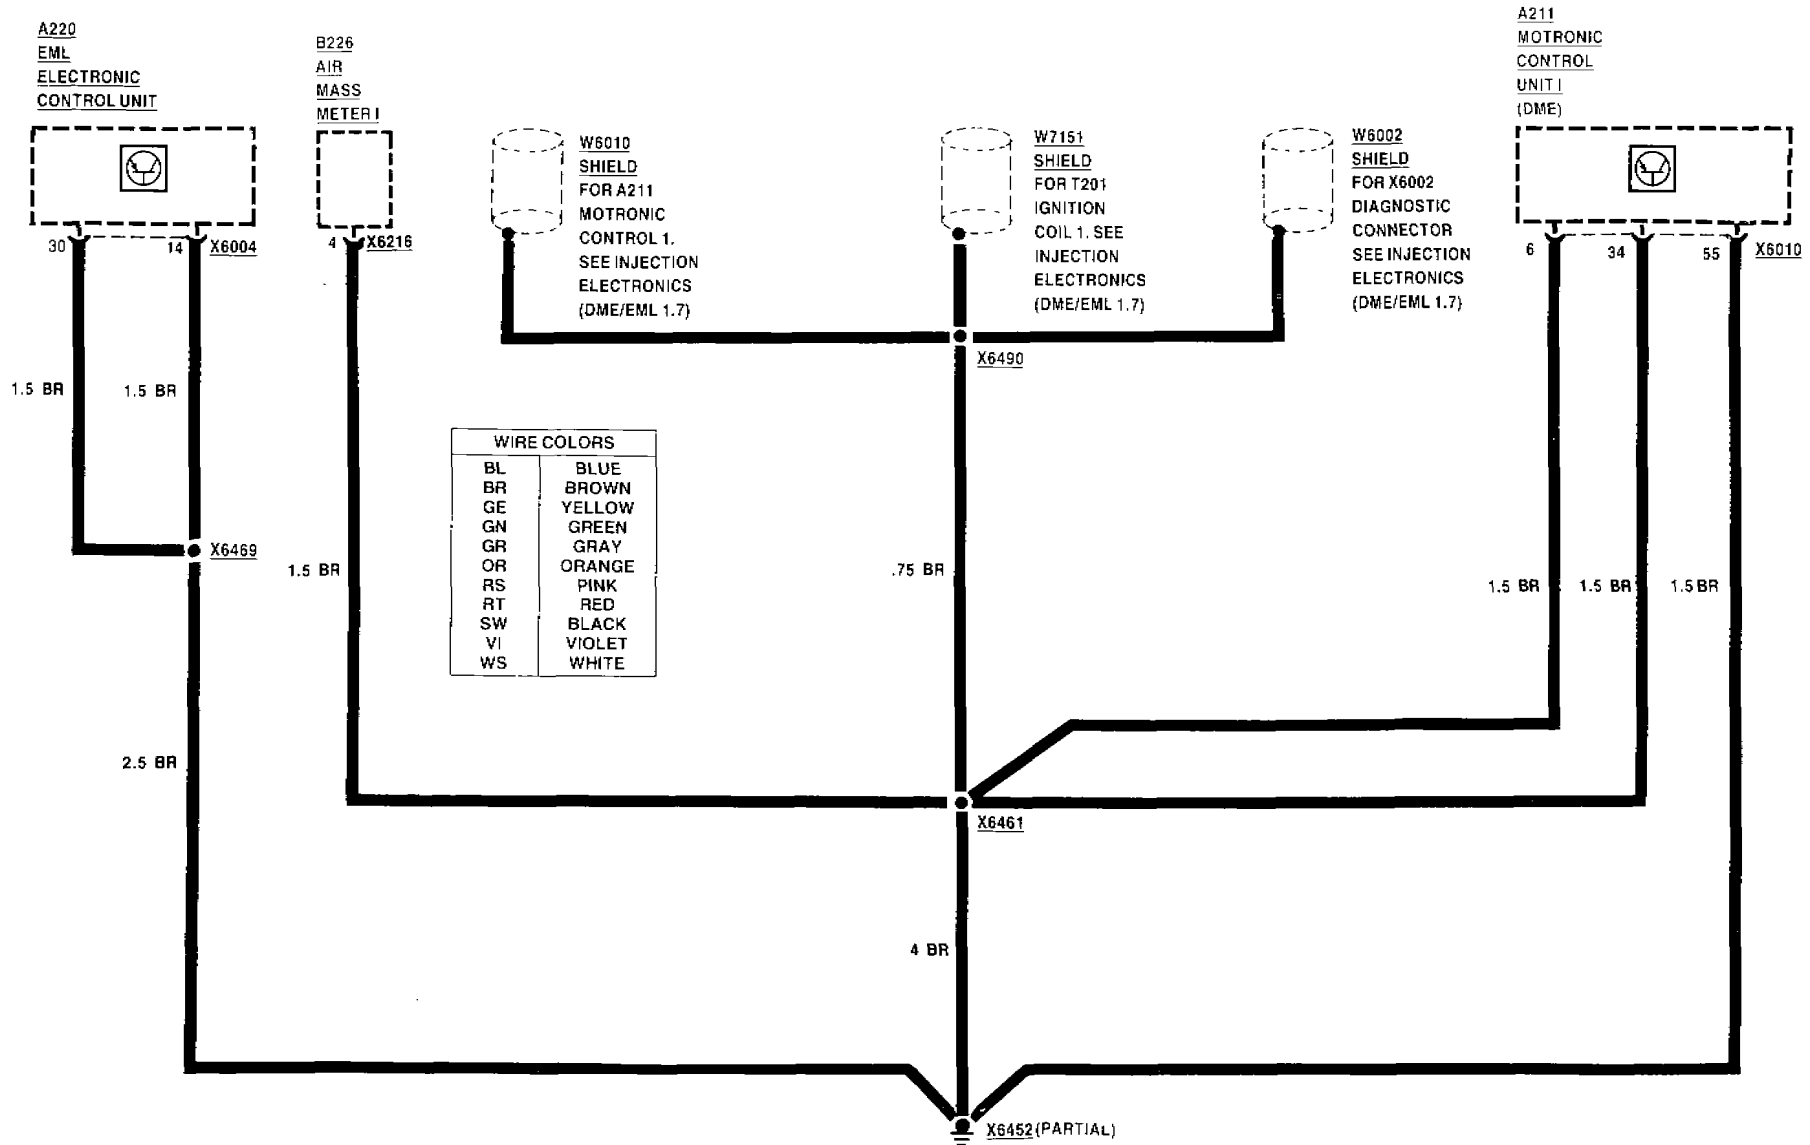 A220
EML
ELECTRONIC
CONTROL UNIT
B226
AIR
MASS
METER I
W6010
SHIELD
FOR A211
MOTRONIC
CONTROL 1.
SEE INJECTION
ELECTRONICS
(DME/EML 1.7)
W7151
SHIELD
FOR T201
IGNITION
COIL 1. SEE
INJECTION
ELECTRONICS
(DME/EML 1.7)
W6002
SHIELD
FOR X6002
DIAGNOSTIC
CONNECTOR
SEE INJECTION
ELECTRONICS
(DME/EML 1.7)
A211
MOTRONIC
CONTROL
UNIT I
(DME)
30
14
X6004
4
X6216
6
34
55
X6010
X6490
1.5 BR
1.5 BR
WIRE COLORS
BL BLUE
BR BROWN
GE YELLOW
GN GREEN
GR GRAY
OR ORANGE
RS PINK
RT RED
SW BLACK
VI VIOLET
WS WHITE
X6469
1.5 BR
.75 BR
1.5 BR
1.5 BR
1.5 BR
2.5 BR
X6461
4 BR
X6452 (PARTIAL)